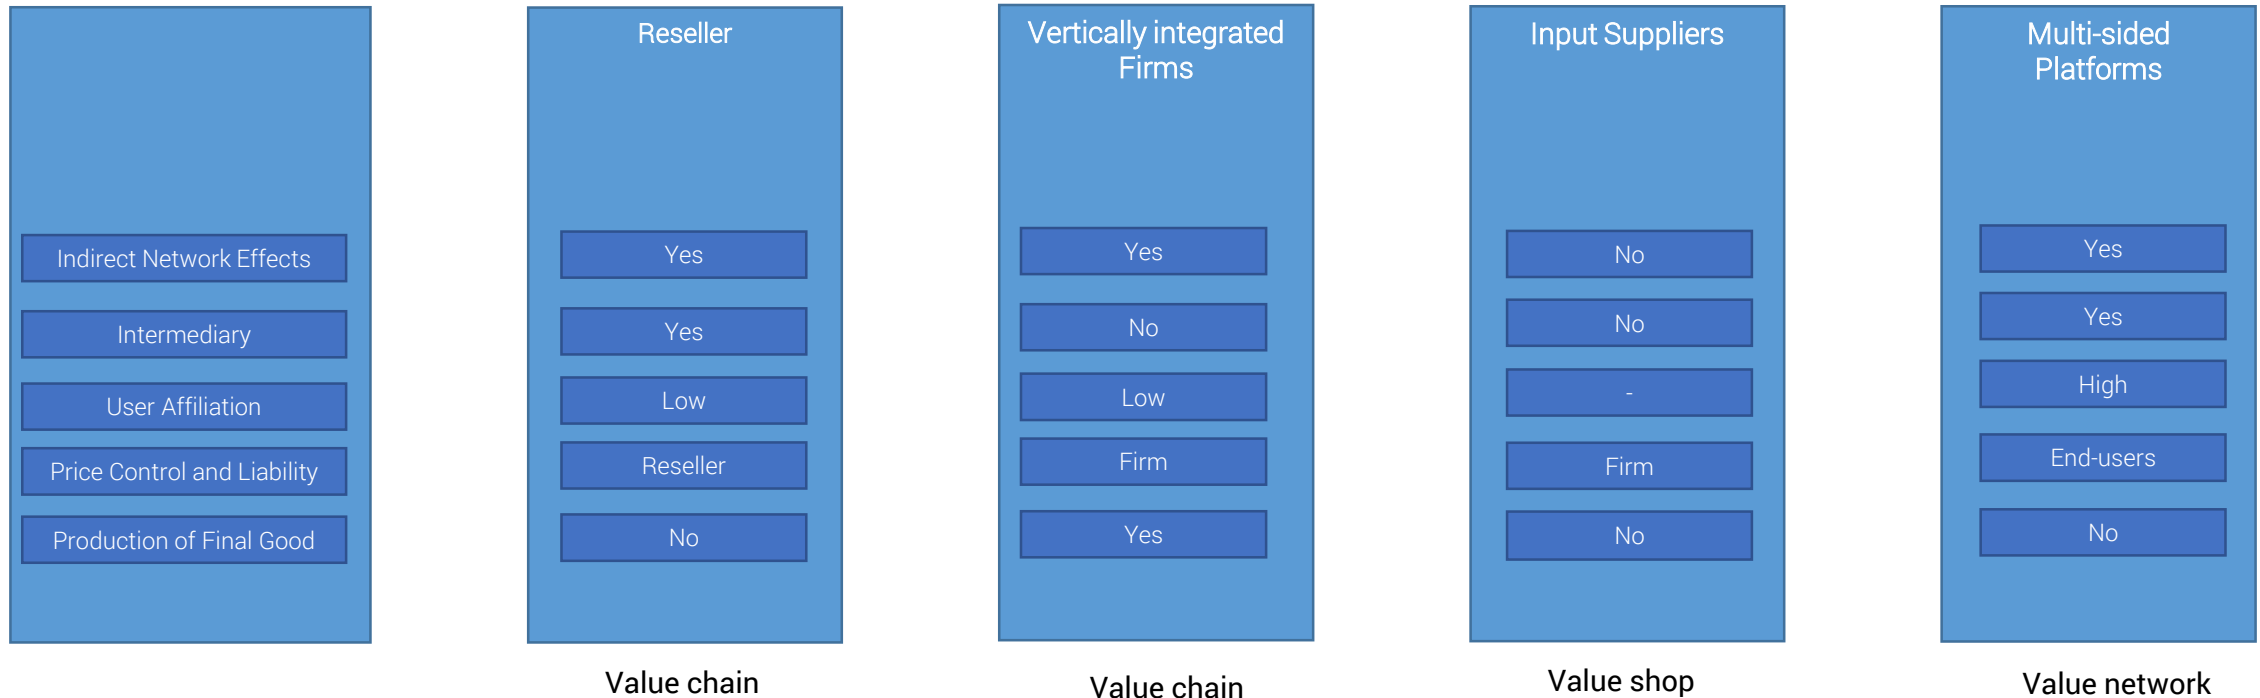 Indirect Network Effects
Intermediary
User Affiliation
Price Control and Liability
Production of Final Good
Reseller
Yes
Yes
Low
Reseller
No
Value chain
Vertically integrated
Firms
Yes
No
Low
Firm
Yes
Value chain
Input Suppliers
No
No
-
Firm
No
Value shop
Multi-sided
Platforms
Yes
Yes
High
End-users
No
Value network